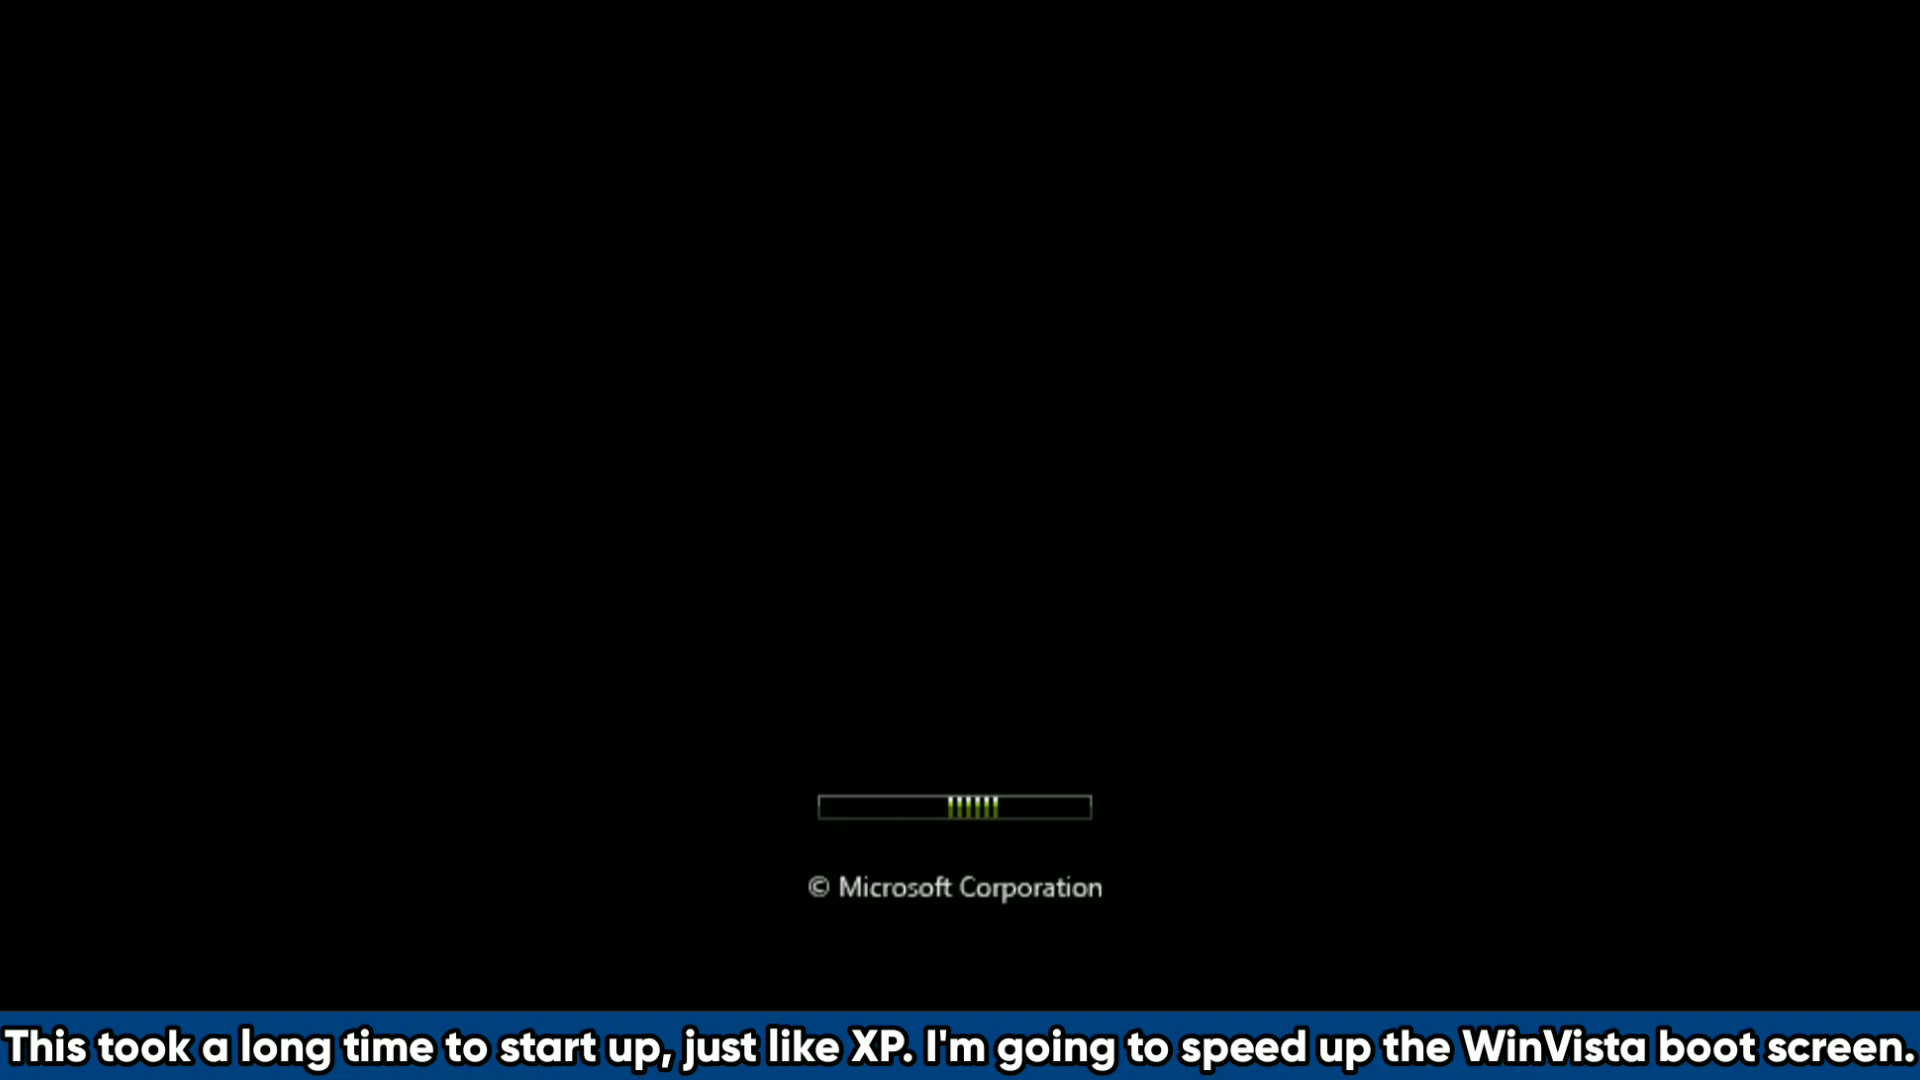 © Microsoft Corporation
This took a long time to start up, just like XP. I'm going to speed up the WinVista boot screen.